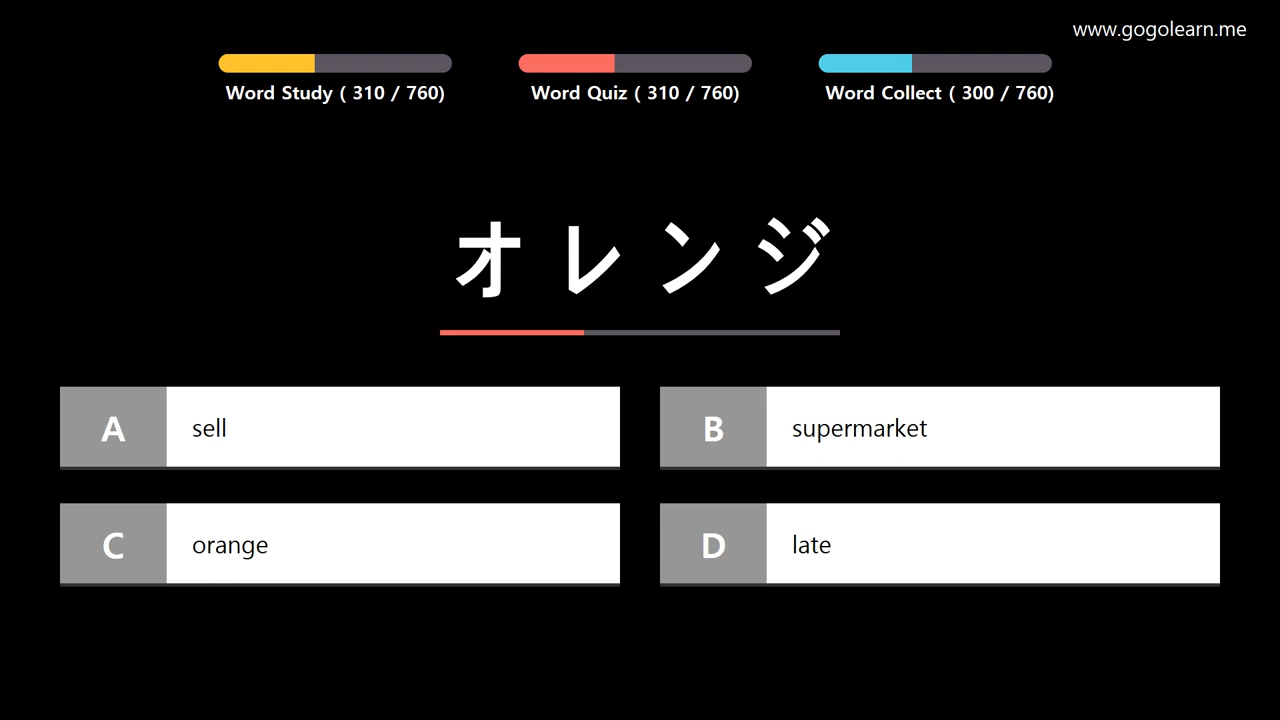 www.gogolearn.me
Word Study ( 310 / 760)
Word Quiz ( 310 / 760)
Word Collect ( 300 / 760)
オレンジ
A sell
B supermarket
C orange
D late